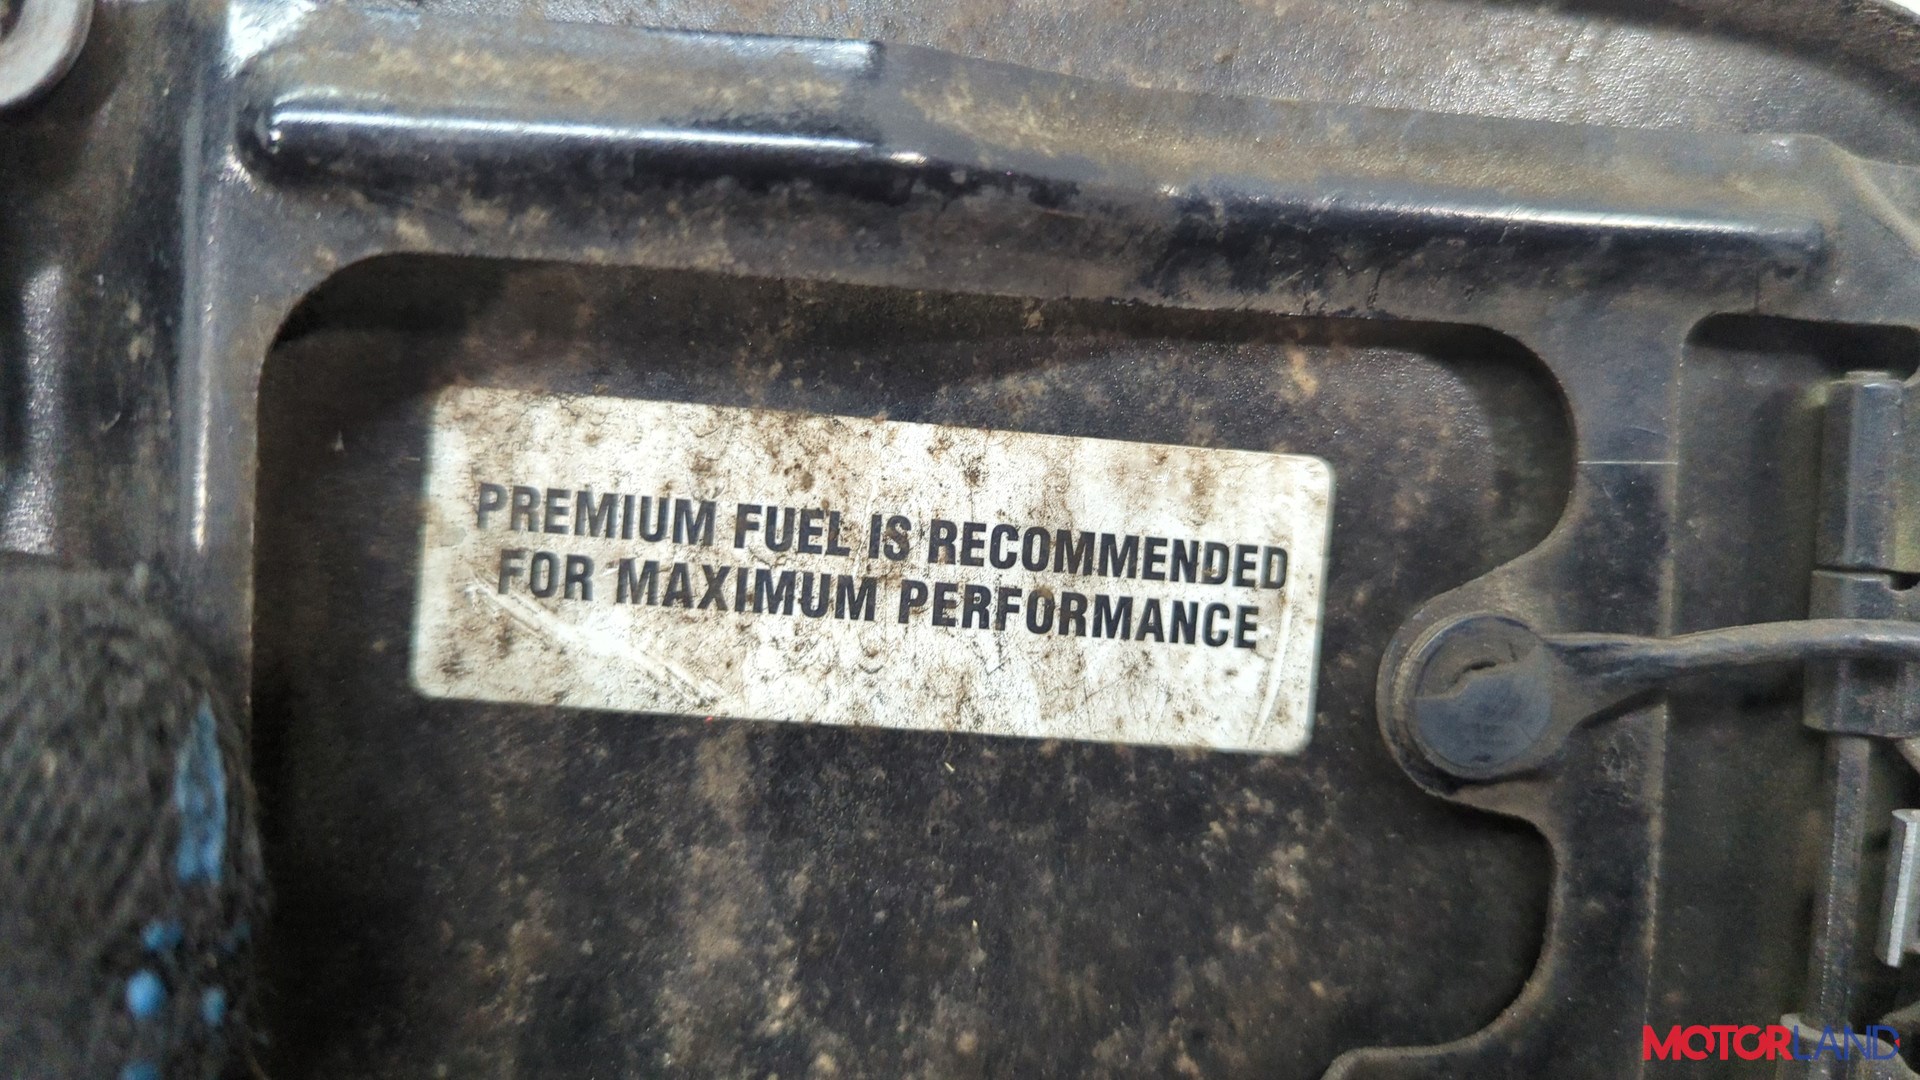 PREMIUM FUEL IS RECOMMENDED
FOR MAXIMUM PERFORMANCE
MOTORLAND